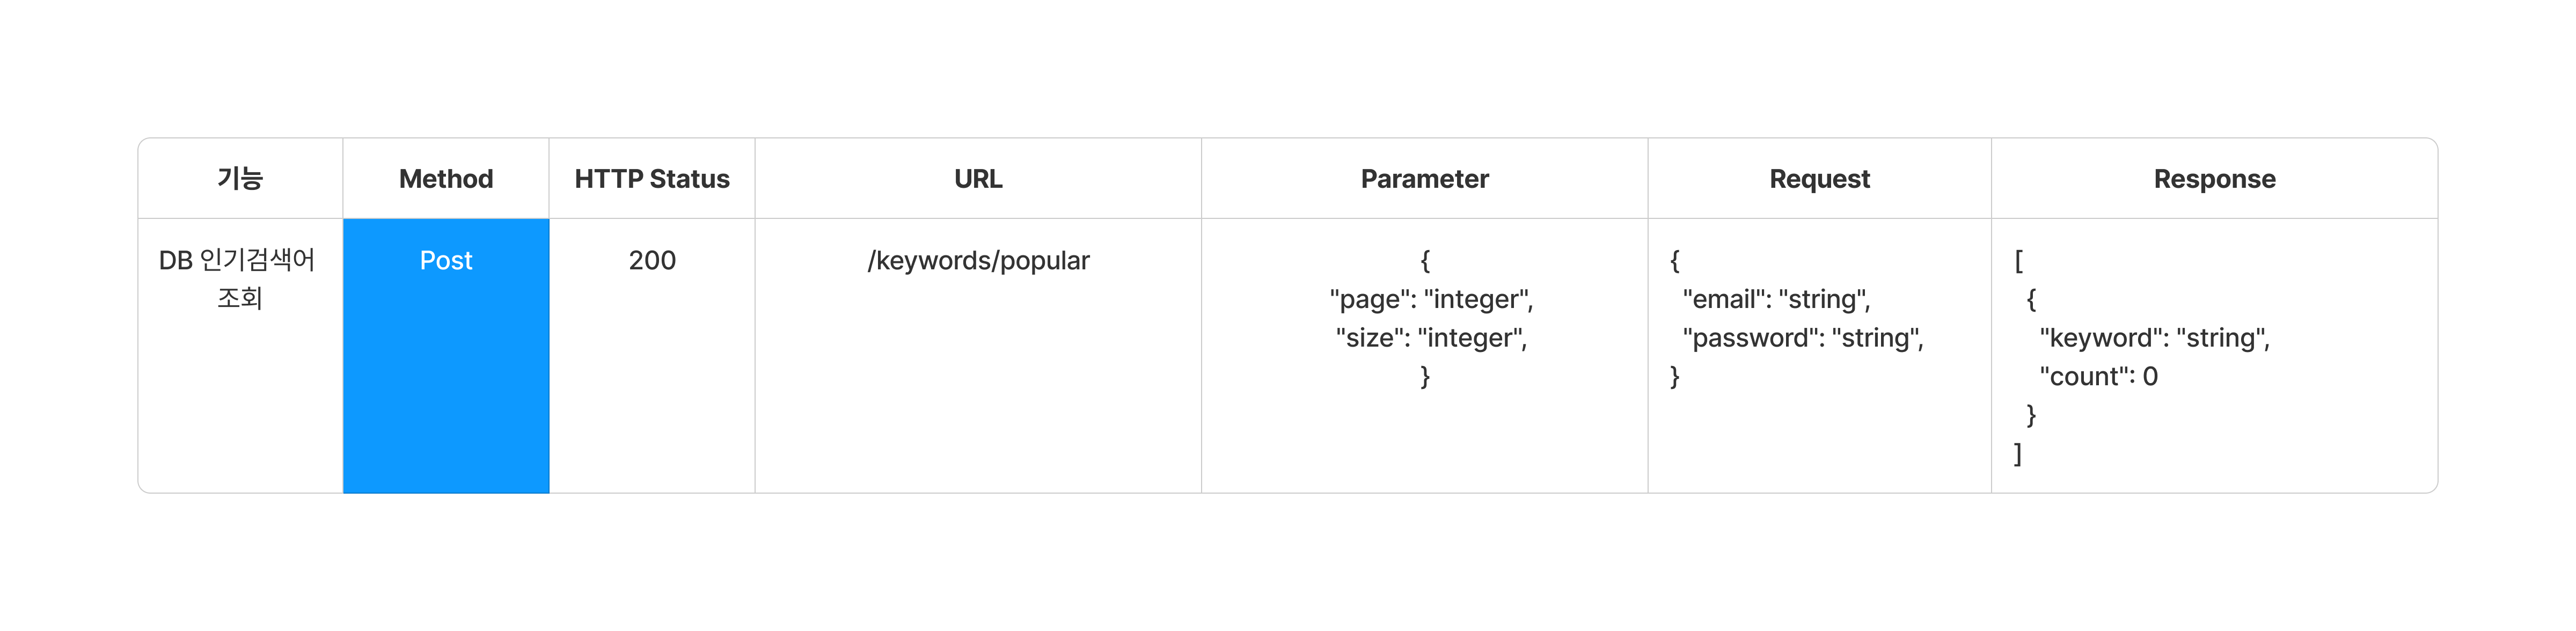 기능 Method HTTP Status URL Parameter Request Response
DB 인기검색어
조회
Post
200
/keywords/popular
{
"page": "integer",
"size": "integer",
}
{
"email": "string",
"password": "string",
}
[
{
"keyword": "string",
"count": 0
}
]